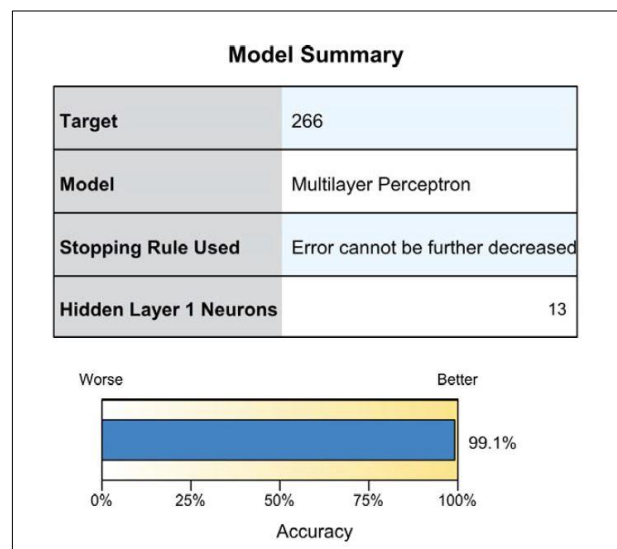 Model Summary
Target 266
Model Multilayer Perceptron
Stopping Rule Used Error cannot be further decreased
Hidden Layer 1 Neurons 13
Worse Better
99.1%
0% 25% 50% 75% 100%
Accuracy